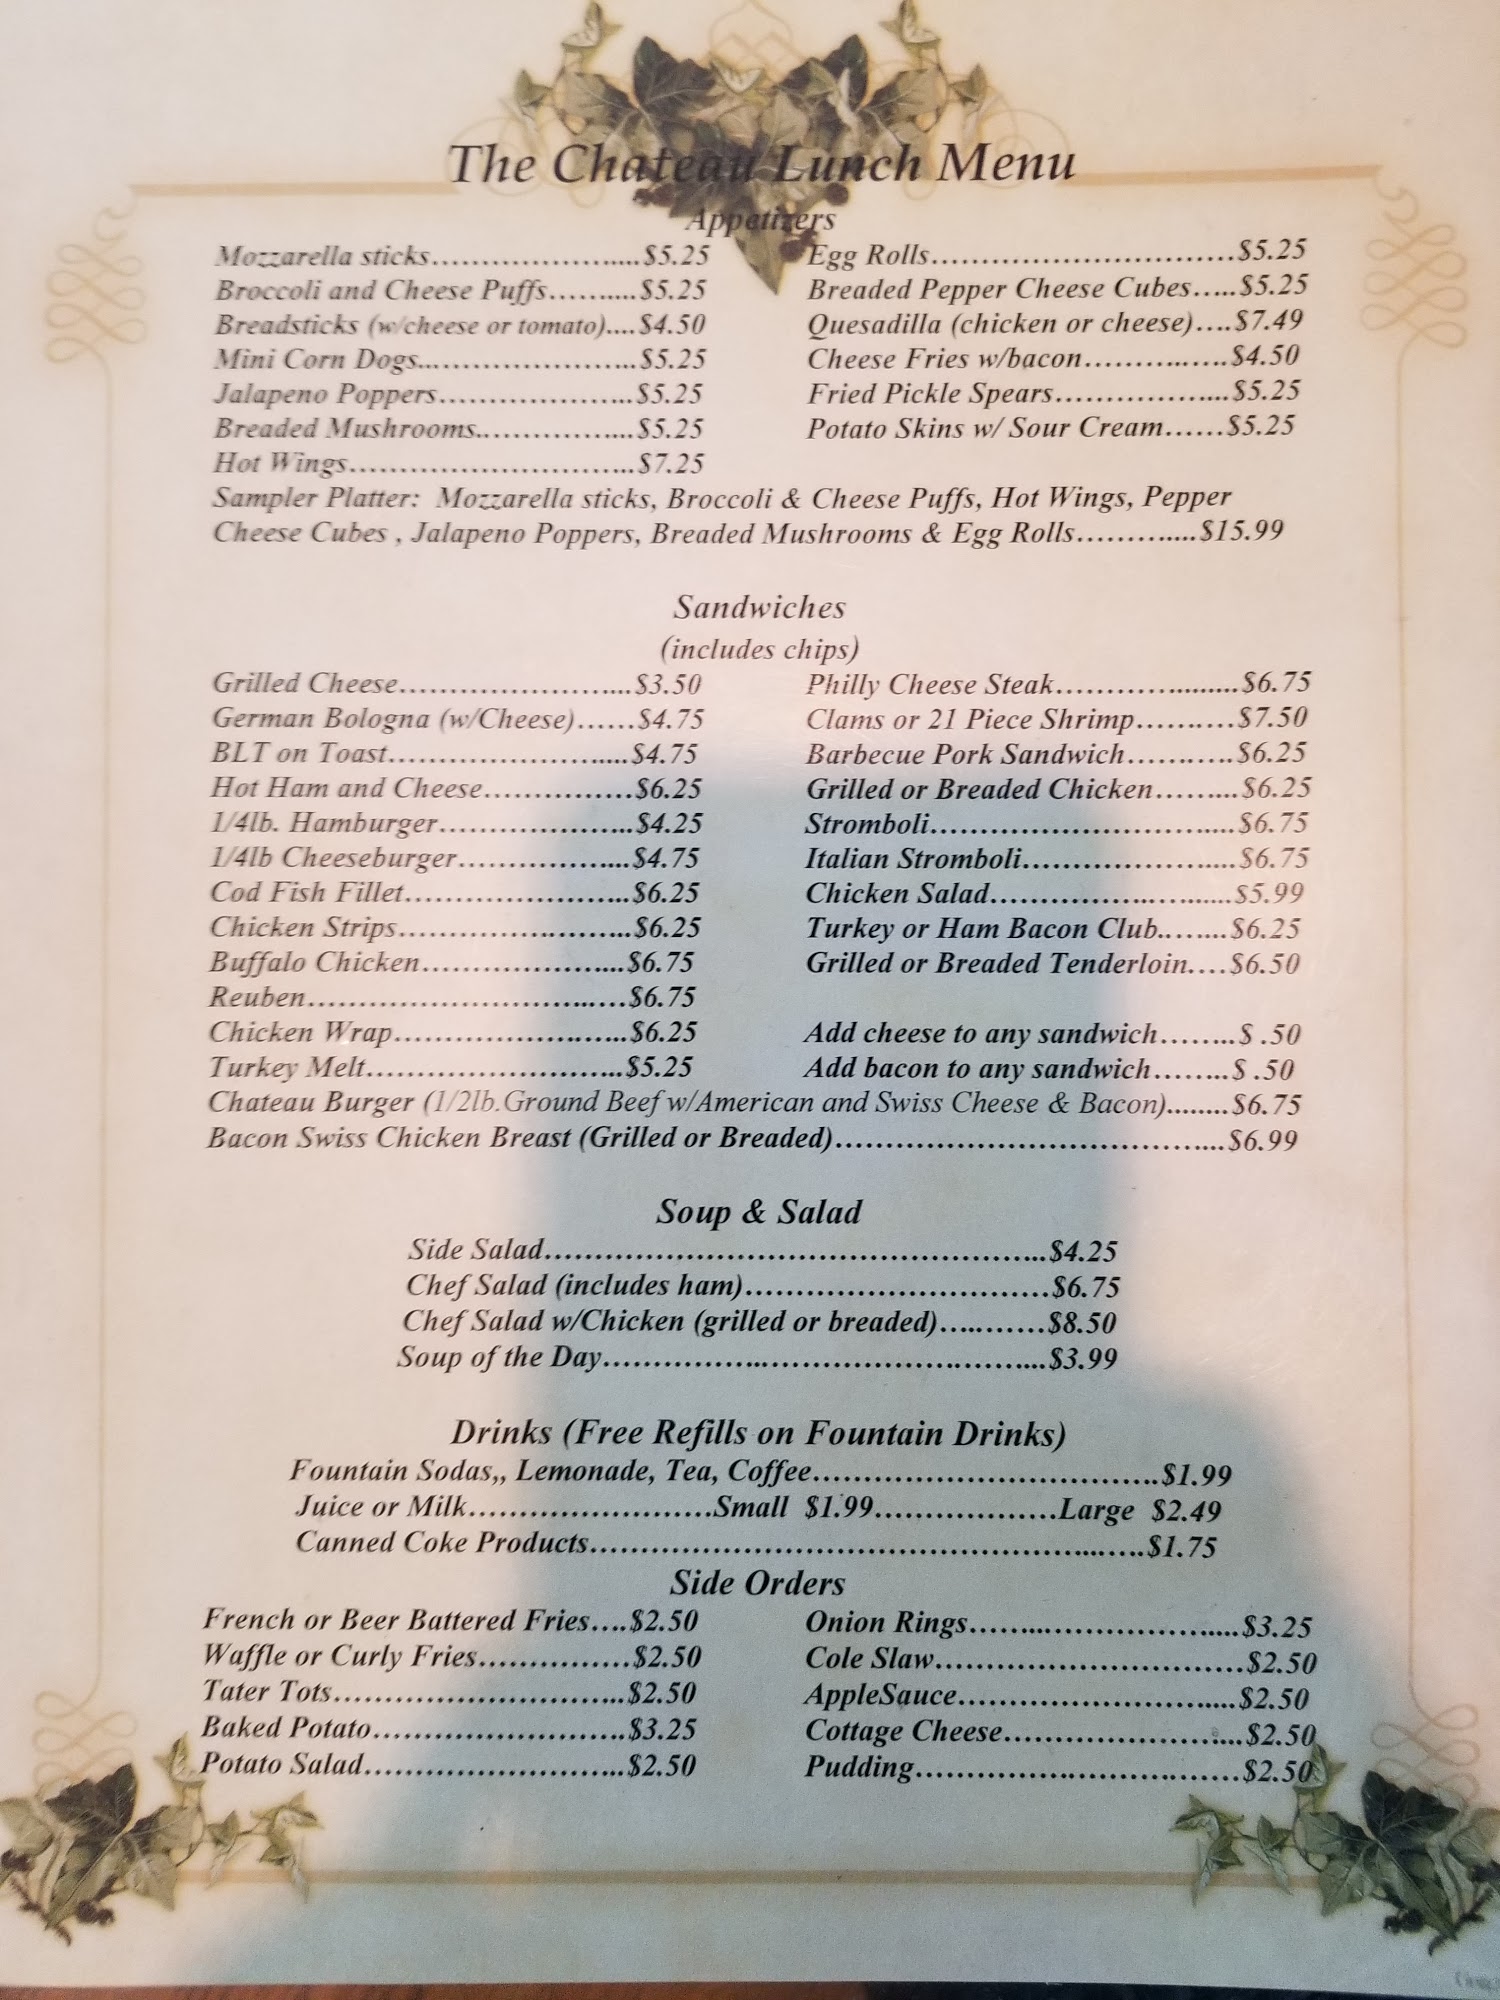 The Chateau Lunch Menu
Appetizers
Mozzarella sticks.......................$5.25
Broccoli and Cheese Puffs..........$5.25
Breadsticks (w/cheese or tomato)....$4.50
Mini Corn Dogs.........................$5.25
Jalapeno Poppers......................$5.25
Breaded Mushrooms..................$5.25
Hot Wings................................$7.25
Egg Rolls.................................$5.25
Breaded Pepper Cheese Cubes.....$5.25
Quesadilla (chicken or cheese)....$7.49
Cheese Fries w/bacon................$4.50
Fried Pickle Spears...................$5.25
Potato Skins w/ Sour Cream......$5.25
Sampler Platter: Mozzarella sticks, Broccoli & Cheese Puffs, Hot Wings, Pepper
Cheese Cubes , Jalapeno Poppers, Breaded Mushrooms & Egg Rolls.............$15.99
Sandwiches
(includes chips)
Grilled Cheese..........................$3.50
German Bologna (w/Cheese)......$4.75
BLT on Toast...........................$4.75
Hot Ham and Cheese................$6.25
1/4lb. Hamburger.....................$4.25
1/4lb Cheeseburger...................$4.75
Cod Fish Fillet.........................$6.25
Chicken Strips..........................$6.25
Buffalo Chicken.......................$6.75
Reuben....................................$6.75
Chicken Wrap..........................$6.25
Turkey Melt.............................$5.25
Philly Cheese Steak....................$6.75
Clams or 21 Piece Shrimp..........$7.50
Barbecue Pork Sandwich...........$6.25
Grilled or Breaded Chicken.........$6.25
Stromboli.................................$6.75
Italian Stromboli.......................$6.75
Chicken Salad..........................$5.99
Turkey or Ham Bacon Club........$6.25
Grilled or Breaded Tenderloin....$6.50
Add cheese to any sandwich........$ .50
Add bacon to any sandwich........$ .50
Chateau Burger (1/2lb.Ground Beef w/American and Swiss Cheese & Bacon)........$6.75
Bacon Swiss Chicken Breast (Grilled or Breaded)..........................................$6.99
Soup & Salad
Side Salad......................................................$4.25
Chef Salad (includes ham)................................$6.75
Chef Salad w/Chicken (grilled or breaded)...........$8.50
Soup of the Day...............................................$3.99
Drinks (Free Refills on Fountain Drinks)
Fountain Sodas,, Lemonade, Tea, Coffee...................................$1.99
Juice or Milk........................Small $1.99...................Large $2.49
Canned Coke Products.........................................................$1.75
Side Orders
French or Beer Battered Fries....$2.50
Waffle or Curly Fries...............$2.50
Tater Tots...............................$2.50
Baked Potato...........................$3.25
Potato Salad............................$2.50
Onion Rings............................$3.25
Cole Slaw................................$2.50
AppleSauce..............................$2.50
Cottage Cheese.........................$2.50
Pudding..................................$2.50